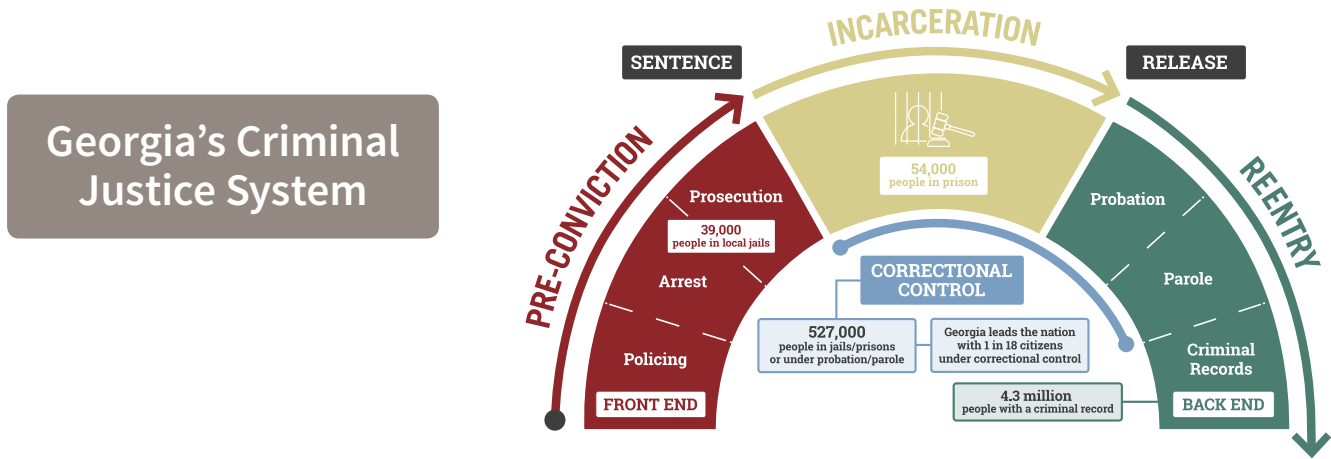 Georgia's Criminal
Justice System
PRE-CONVICTION
SENTENCE
INCARCERATION
RELEASE
REENTRY
Prosecution
39,000
people in local jails
Arrest
Policing
FRONT END
54,000
people in prison
Probation
Parole
Criminal
Records
BACK END
CORRECTIONAL
CONTROL
527,000
people in jails/prisons
or under probation/parole
Georgia leads the nation
with 1 in 18 citizens
under correctional control
4.3 million
people with a criminal record